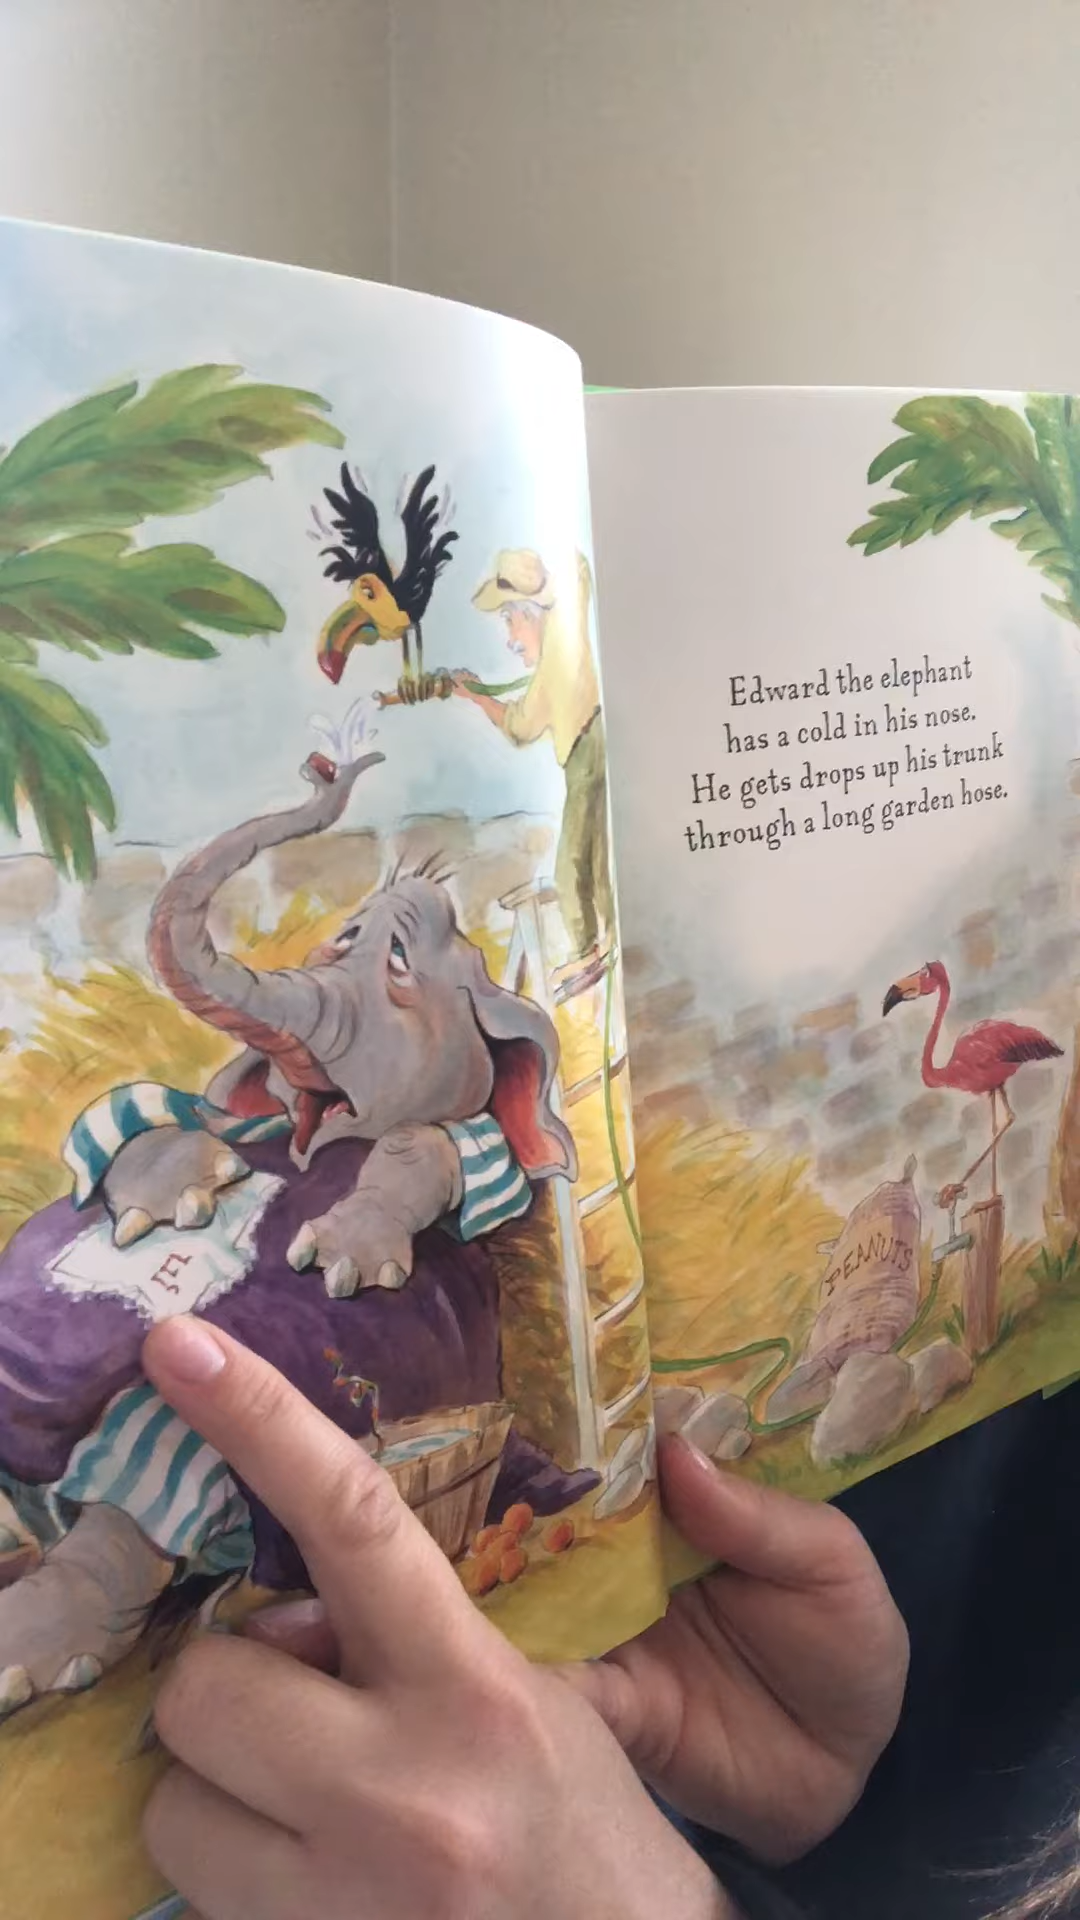 E
Edward the elephant
has a cold in his nose.
He gets drops up his trunk
through a long garden hose.
PEANUTS